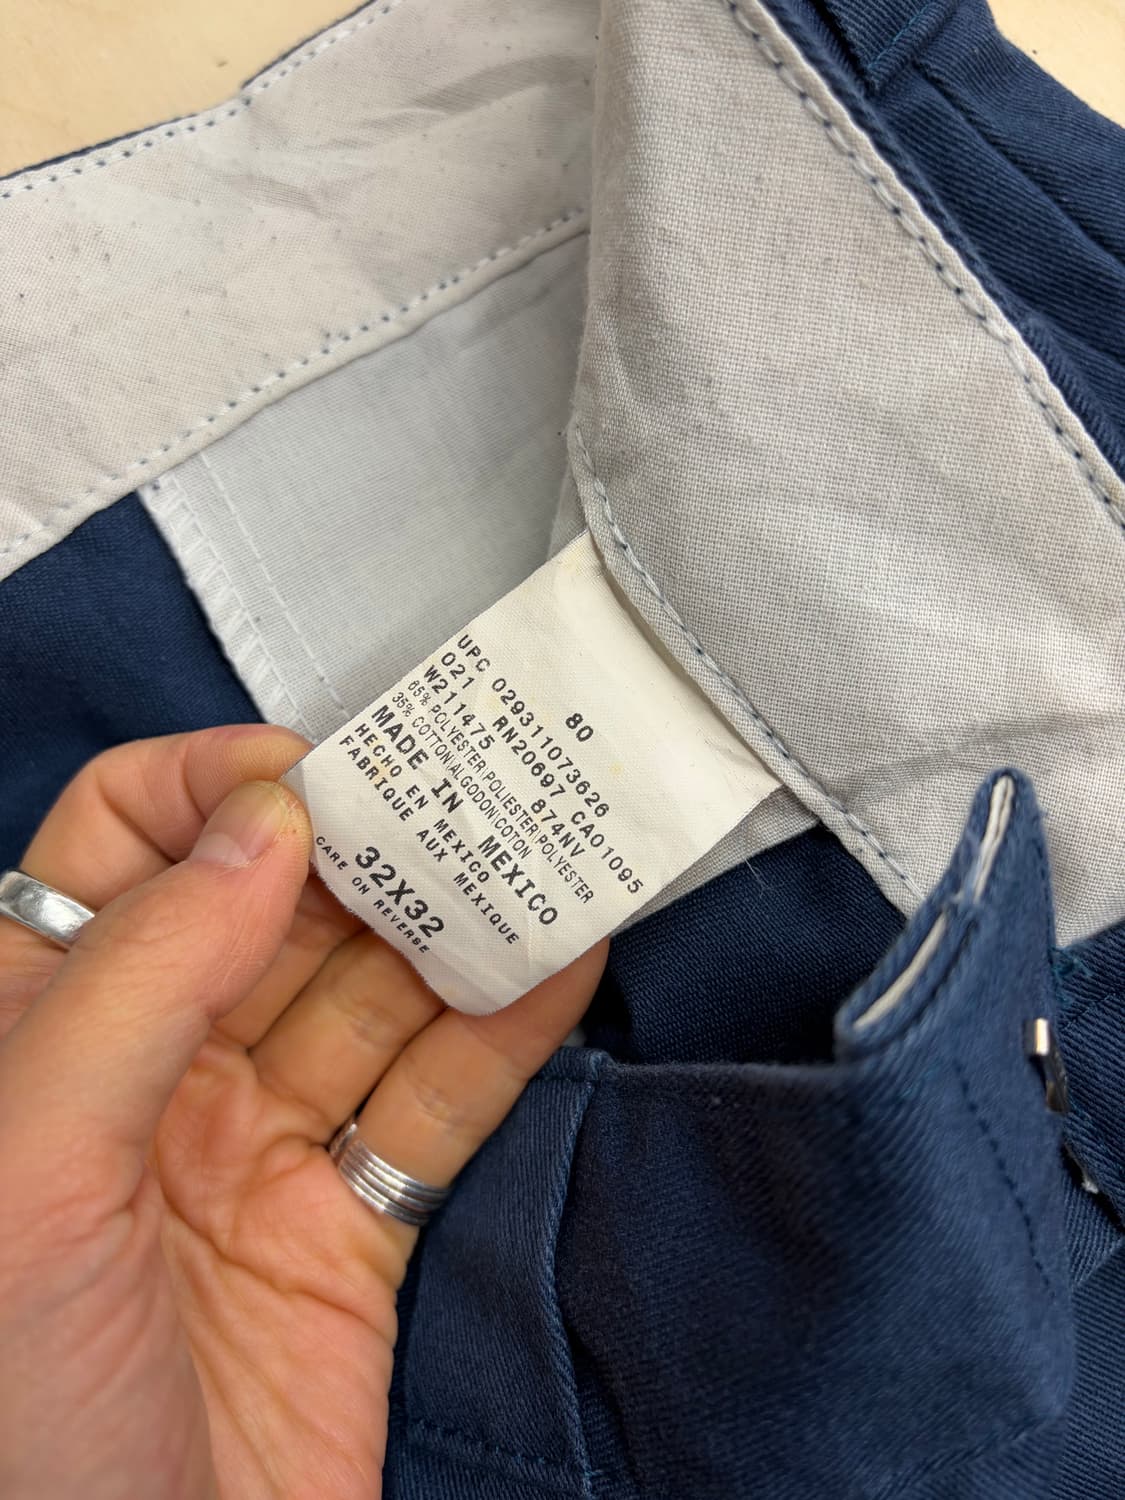 80
UPC 029311073626
021 RN20697 CA01095
W211475 874NV
65% POLYESTER\POLIESTER\POLYESTER
35% COTTON\ALGODON\COTON
MADE IN MEXICO
HECHO EN MEXICO
FABRIQUE AUX MEXIQUE
32X32
CARE ON REVERSE